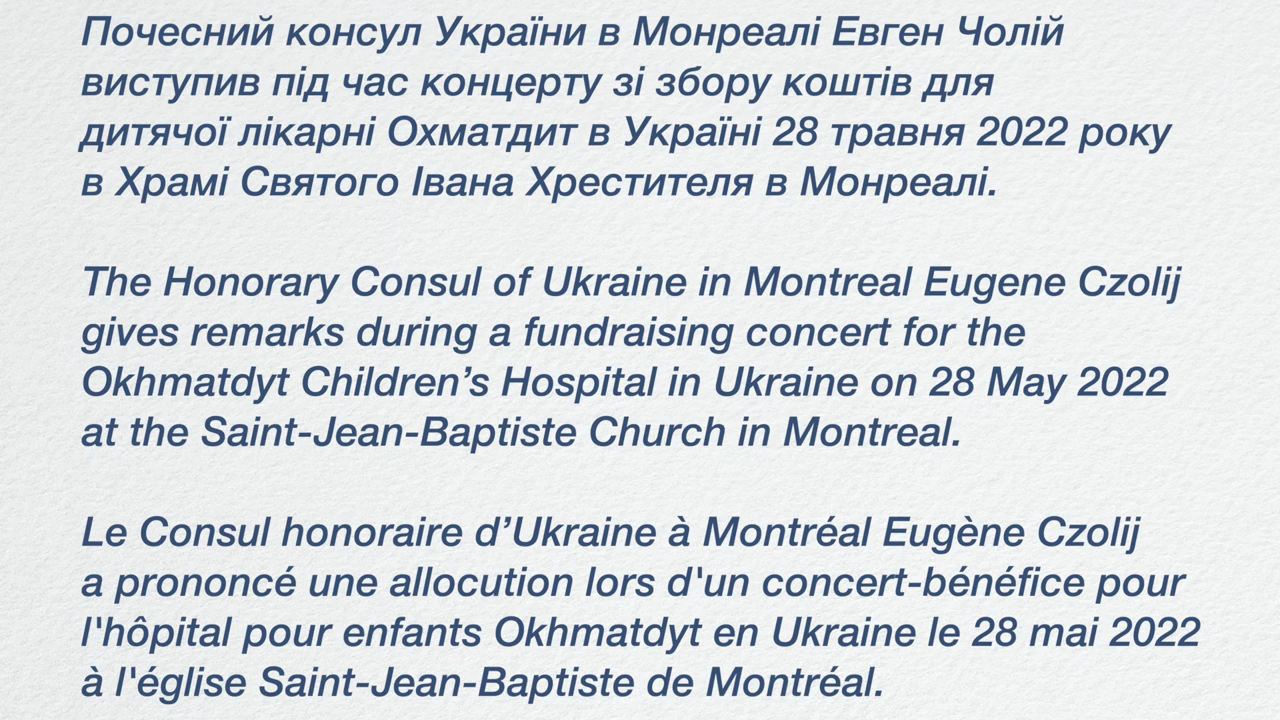 Почесний консул України в Монреалі Евген Чолій
виступив під час концерту зі збору коштів для
дитячої лікарні Охматдит в Україні 28 травня 2022 року
в Храмі Святого Івана Хрестителя в Монреалі.
The Honorary Consul of Ukraine in Montreal Eugene Czolij
gives remarks during a fundraising concert for the
Okhmatdyt Children’s Hospital in Ukraine on 28 May 2022
at the Saint-Jean-Baptiste Church in Montreal.
Le Consul honoraire d’Ukraine à Montréal Eugène Czolij
a prononcé une allocution lors d'un concert-bénéfice pour
l'hôpital pour enfants Okhmatdyt en Ukraine le 28 mai 2022
à l'église Saint-Jean-Baptiste de Montréal.